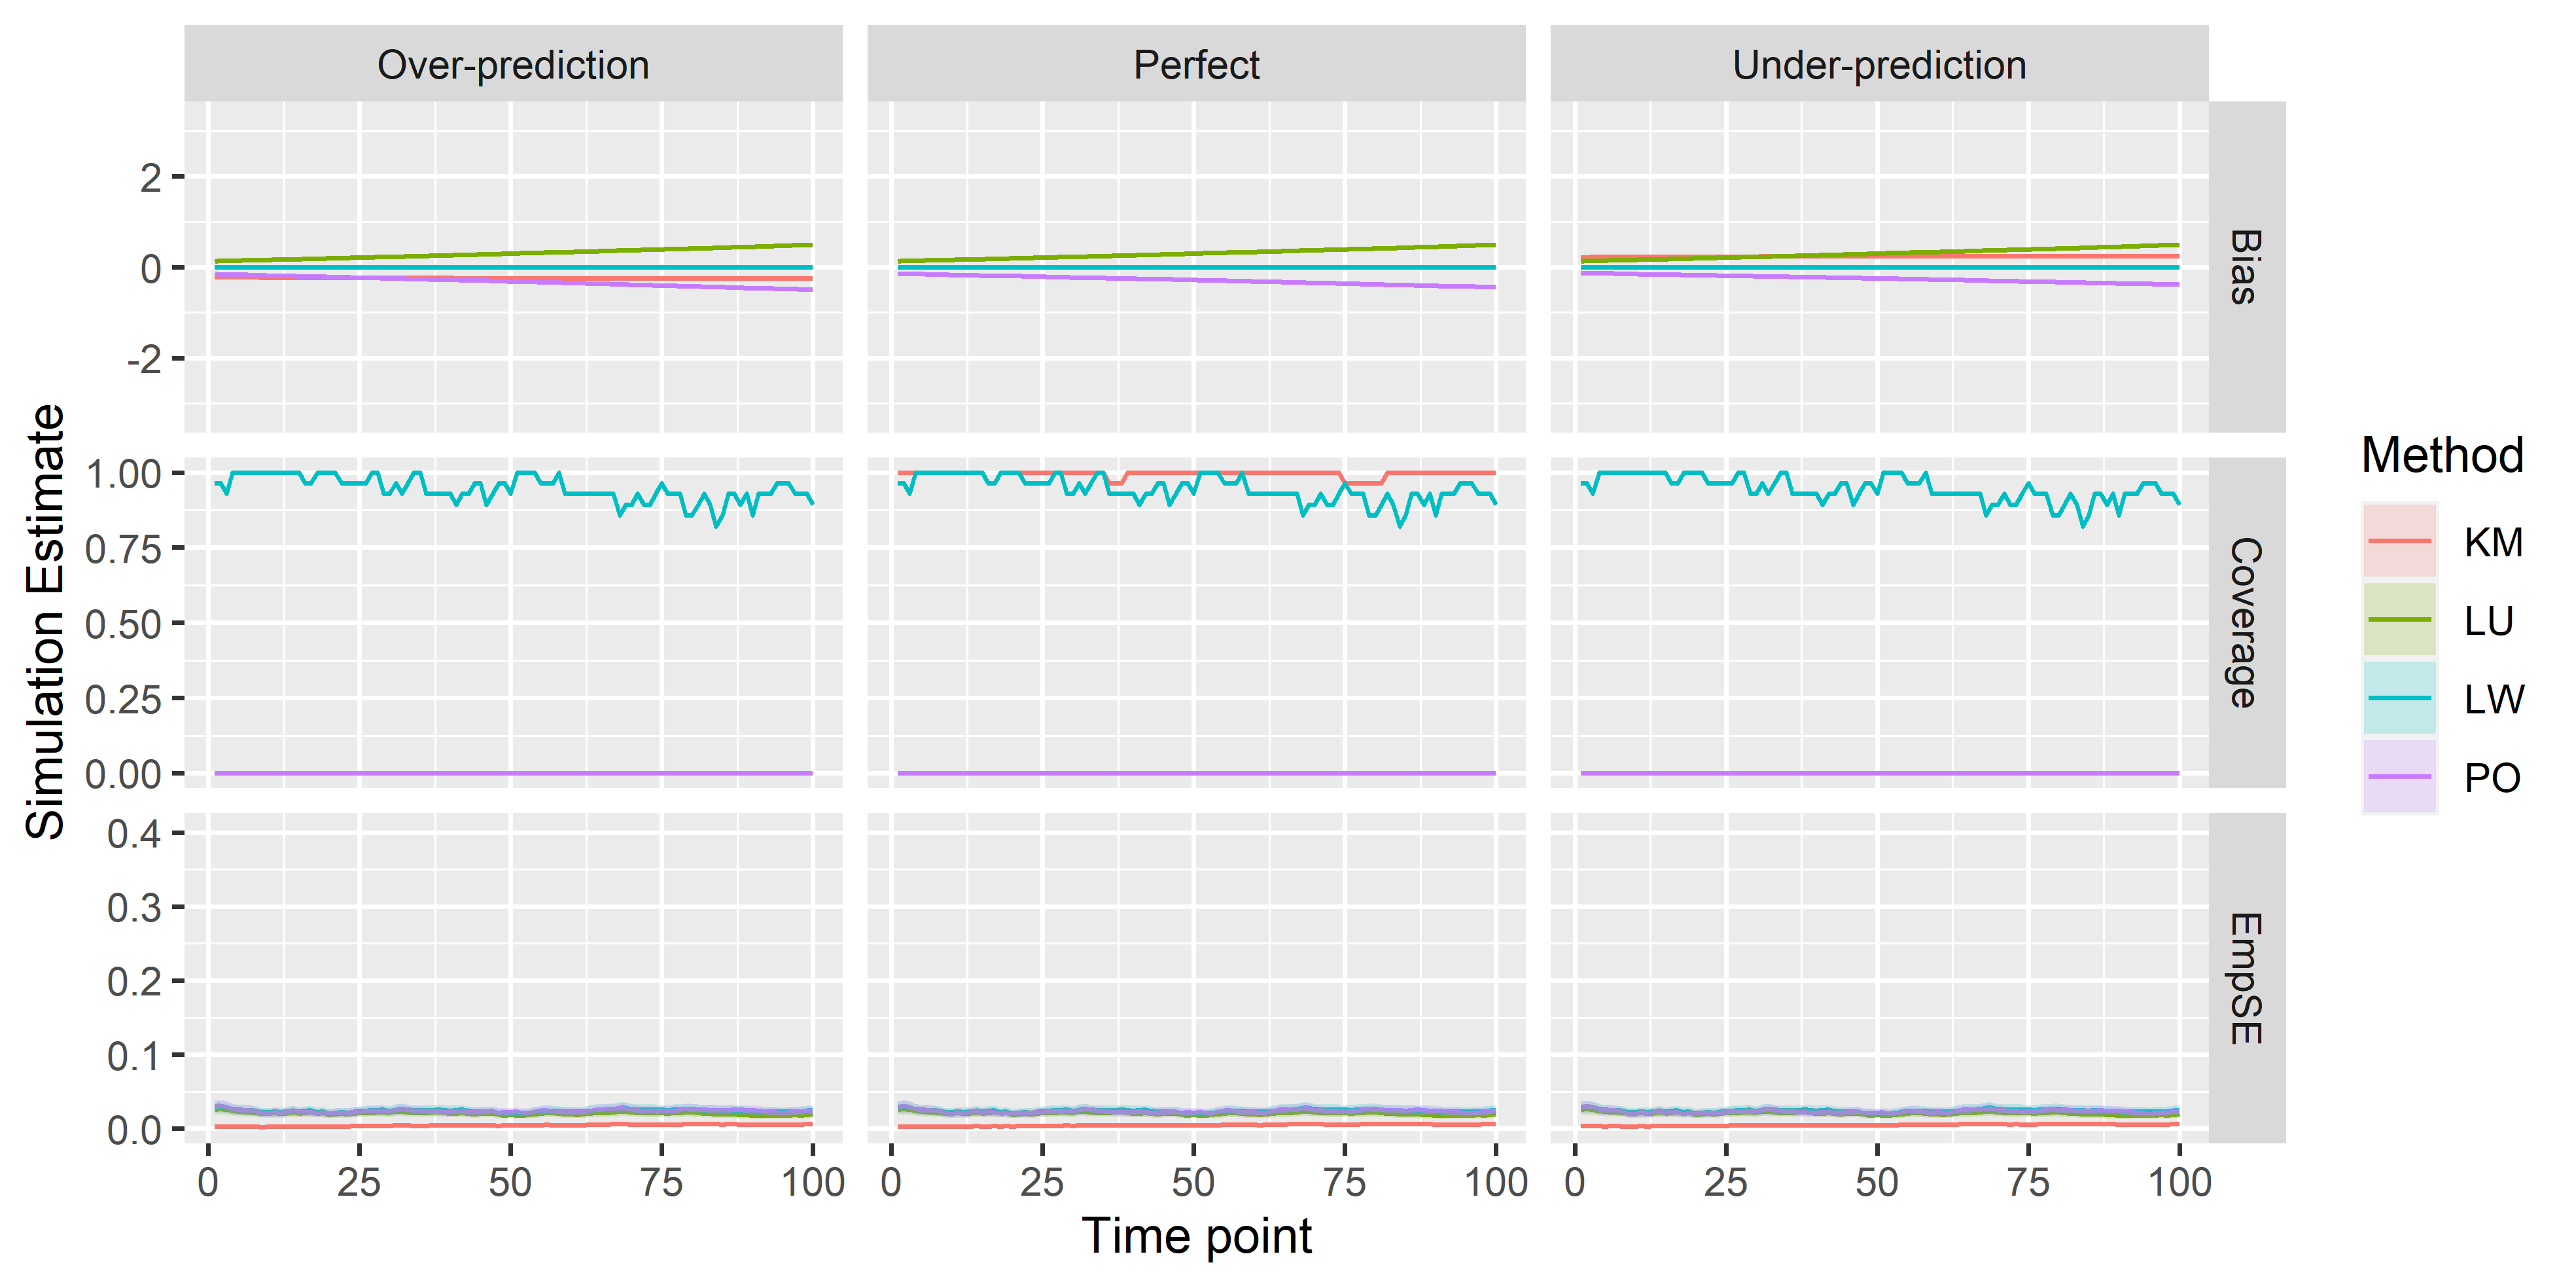 Over-prediction
Perfect
Under-prediction
2
0
-2
Bias
1.00
0.75
0.50
0.25
0.00
Coverage
0.4
0.3
0.2
0.1
0.0
EmpSE
0 25 50 75 100
0 25 50 75 100
0 25 50 75 100
Time point
Simulation Estimate
Method
KM
LU
LW
PO